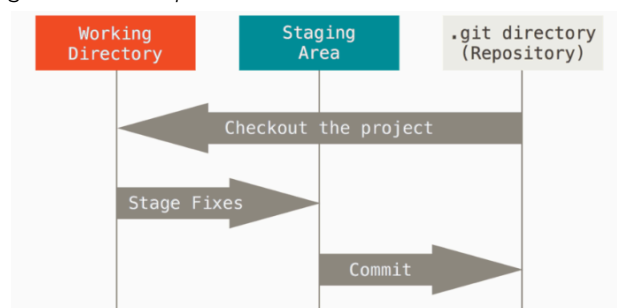 Working
Directory
Staging
Area
.git directory
(Repository)
Checkout the project
Stage Fixes
Commit